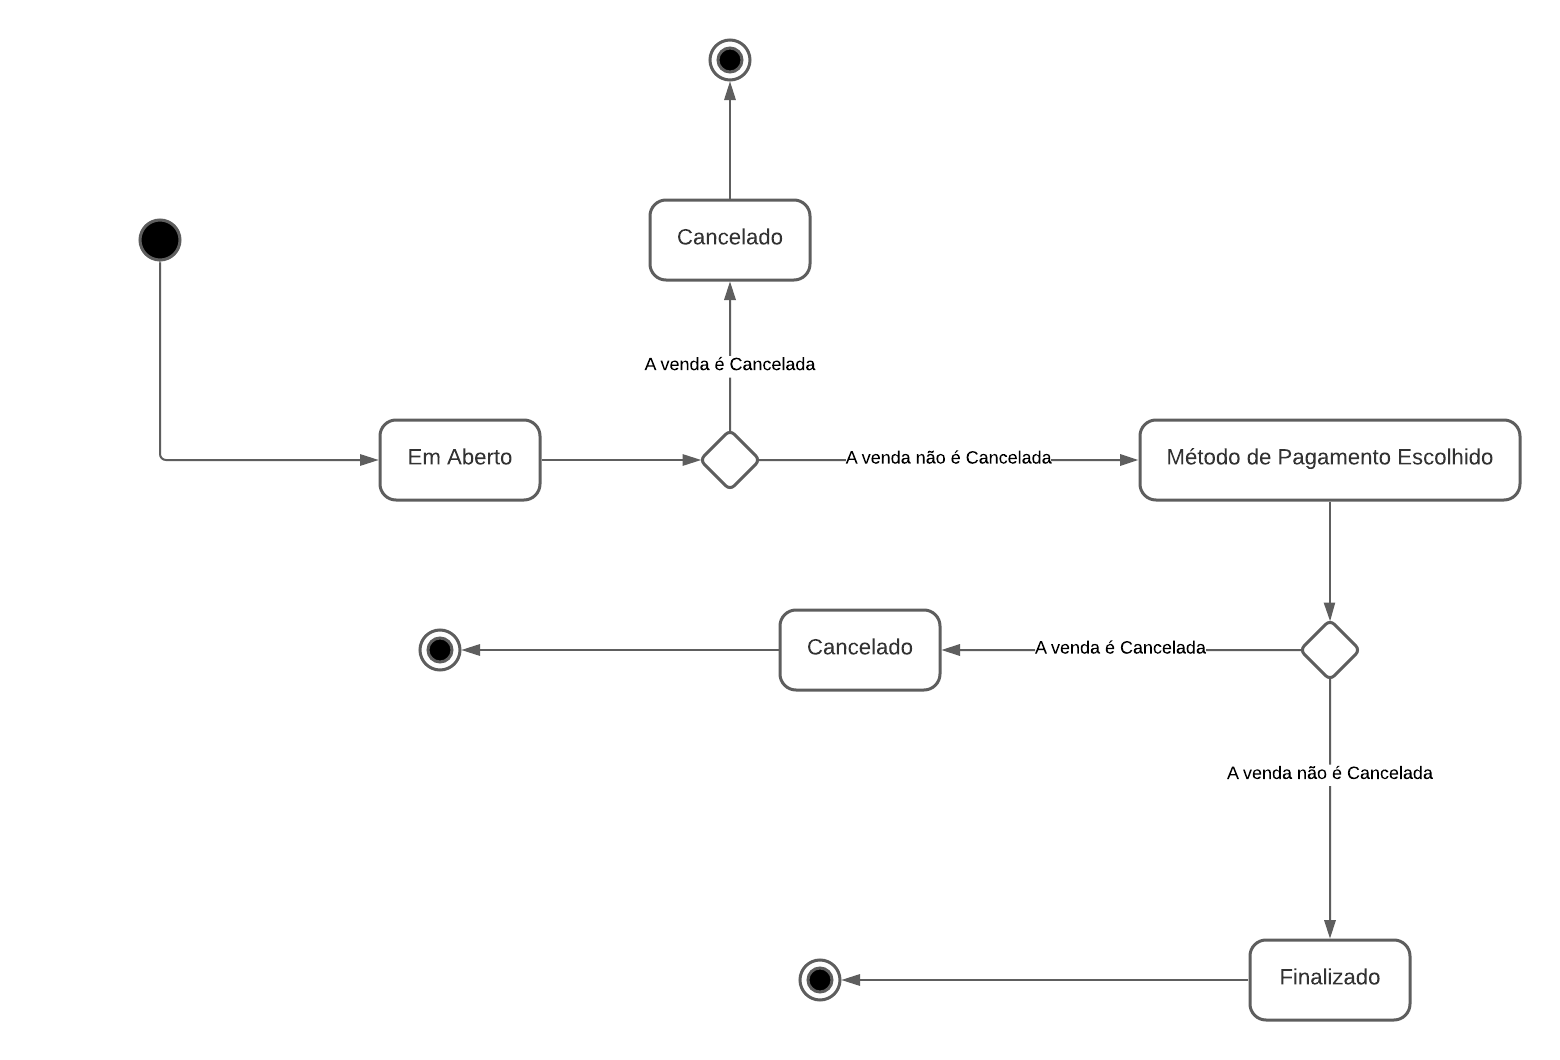 Cancelado
A venda é Cancelada
Em Aberto
A venda não é Cancelada
Método de Pagamento Escolhido
Cancelado
A venda é Cancelada
A venda não é Cancelada
Finalizado